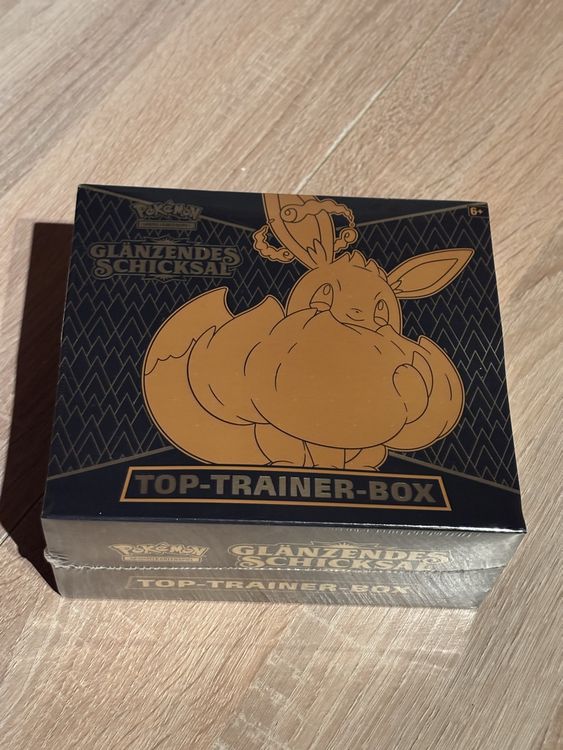 Pokémon
GLÄNZENDES
SCHICKSAL
6+
TOP-TRAINER-BOX
Pokémon
GLÄNZENDES
SCHICKSAL
TOP-TRAINER-BOX